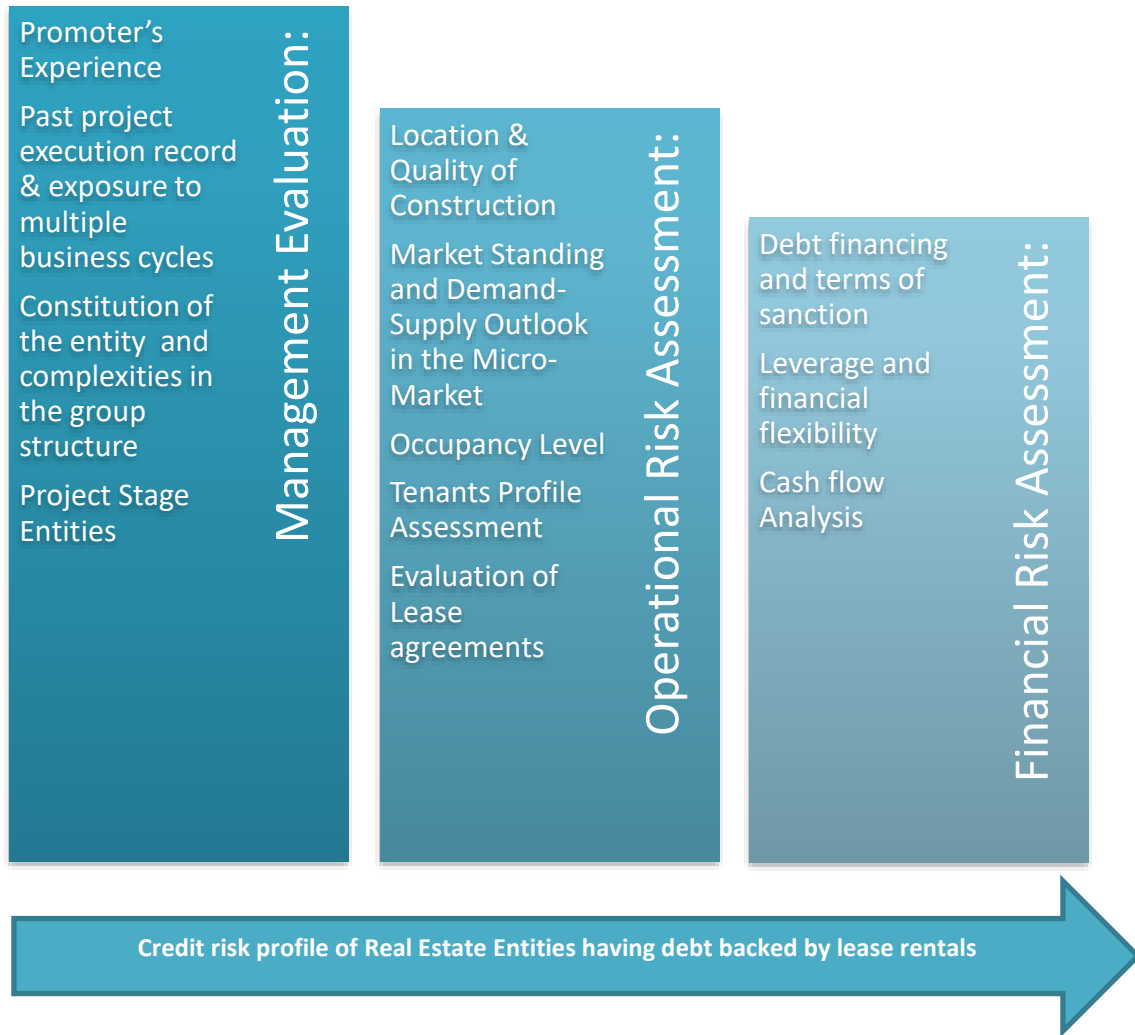 Promoter's
Experience
Past project
execution record
& exposure to
multiple
business cycles
Constitution of
the entity and
complexities in
the group
structure
Project Stage
Entities
Management Evaluation:
Location &
Quality of
Construction
Market Standing
and Demand-
Supply Outlook
in the Micro-
Market
Occupancy Level
Tenants Profile
Assessment
Evaluation of
Lease
agreements
Operational Risk Assessment:
Debt financing
and terms of
sanction
Leverage and
financial
flexibility
Cash flow
Analysis
Financial Risk Assessment:
Credit risk profile of Real Estate Entities having debt backed by lease rentals